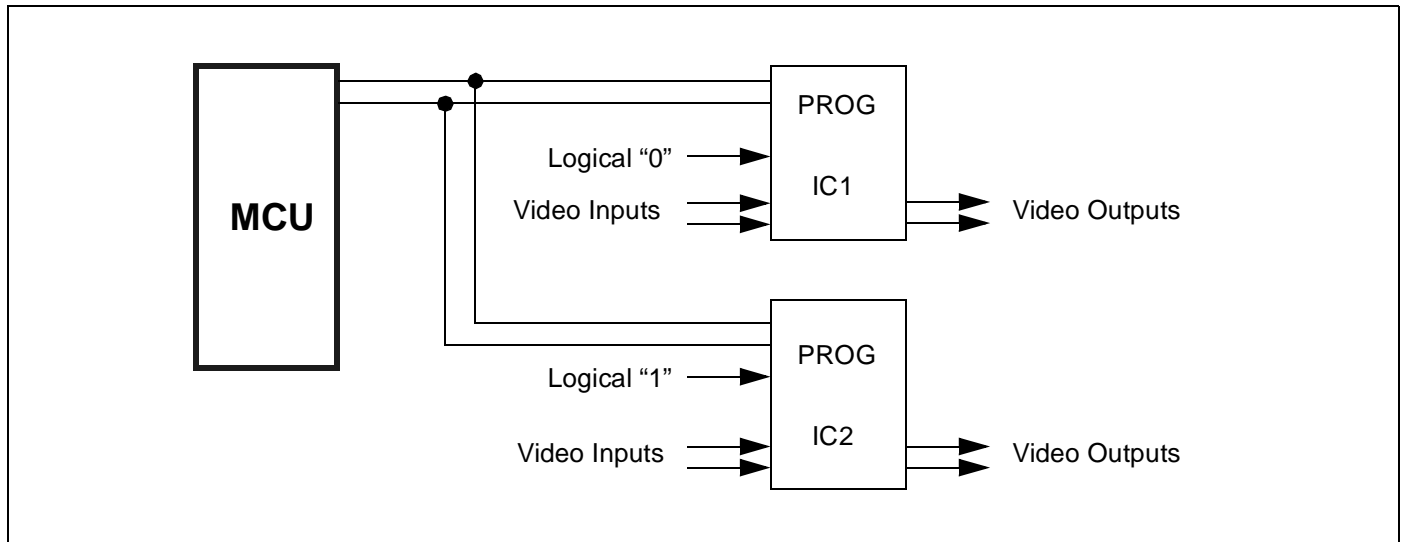 MCU
PROG
IC1
Logical “0”
Video Inputs
Video Outputs
PROG
IC2
Logical “1”
Video Inputs
Video Outputs